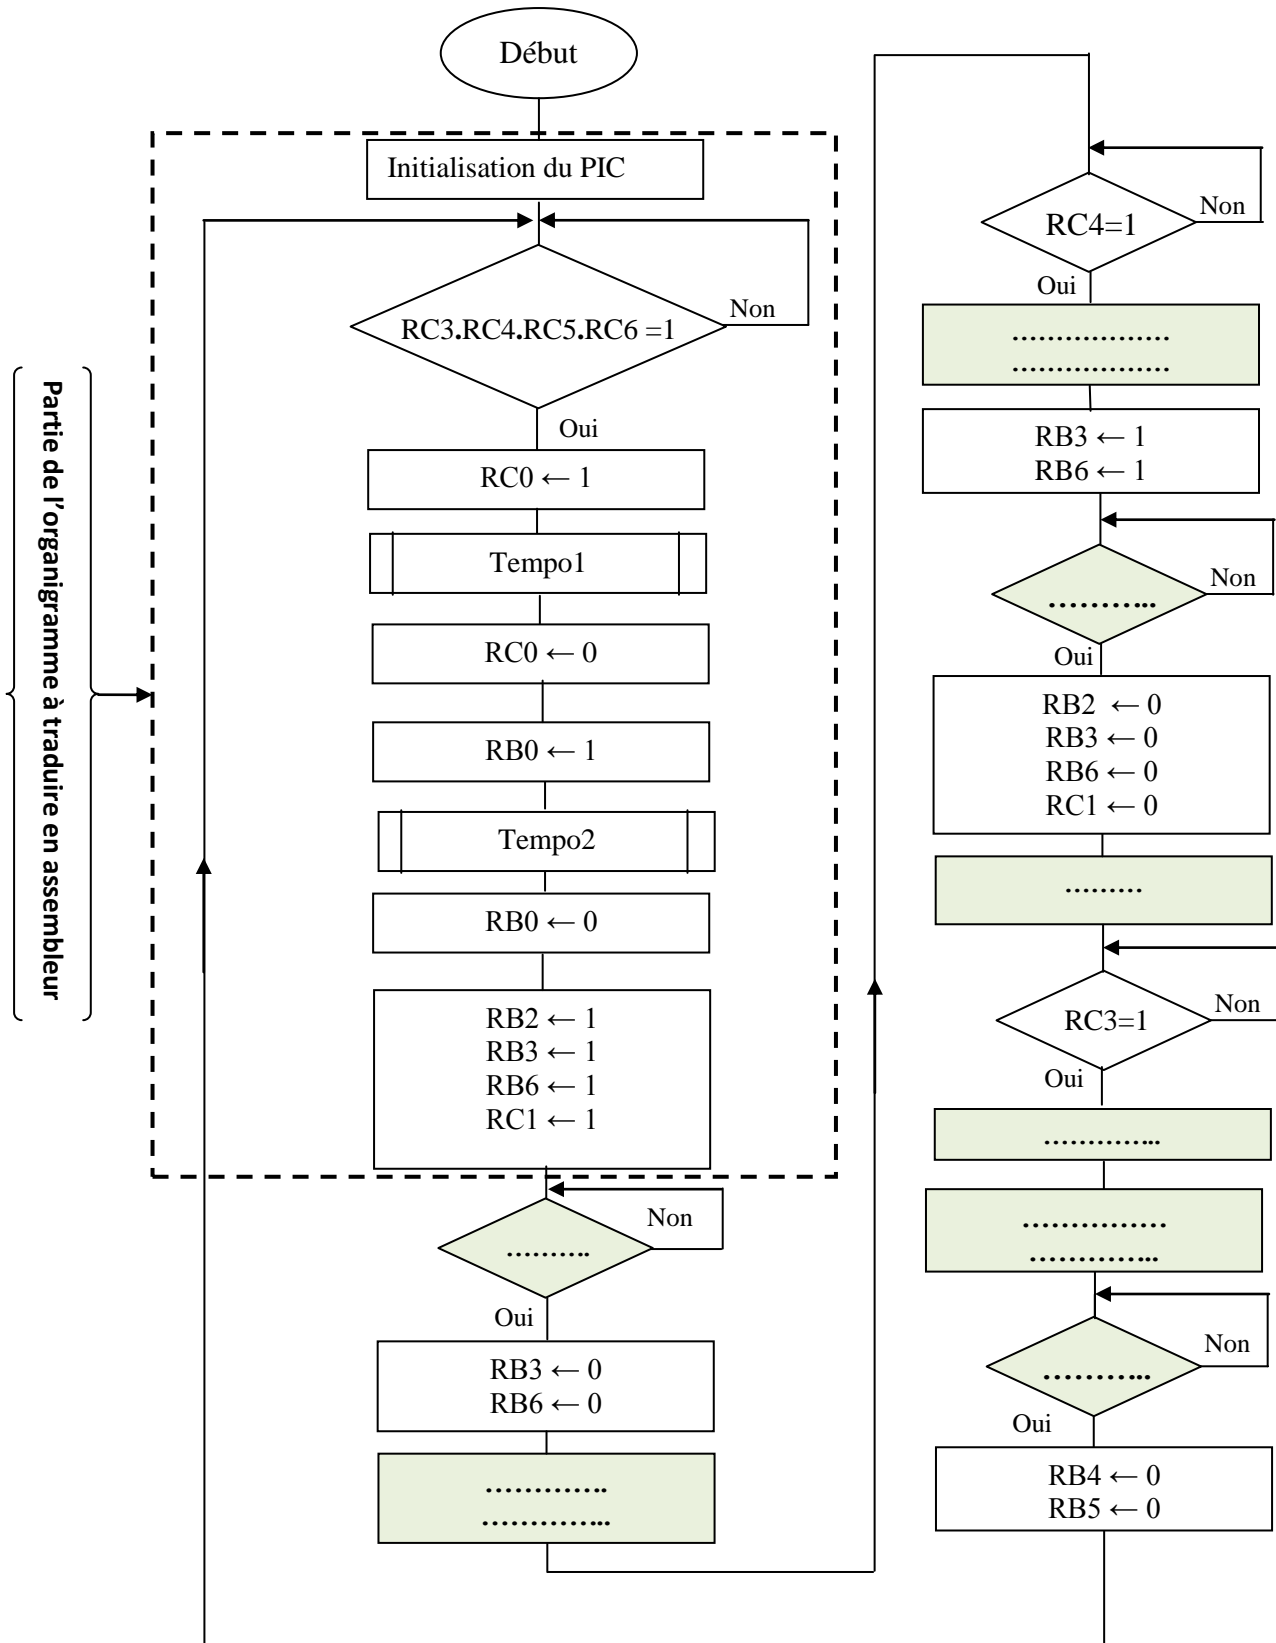 Début
Initialisation du PIC
RC3.RC4.RC5.RC6 =1
Non
Oui
RC0 ← 1
Tempo1
RC0 ← 0
RB0 ← 1
Tempo2
RB0 ← 0
RB2 ← 1
RB3 ← 1
RB6 ← 1
RC1 ← 1
Partie de l'organigramme à traduire en assembleur
..........
Non
Oui
RB3 ← 0
RB6 ← 0
.............
..............
RC4=1
Non
Oui
..................
..................
RB3 ← 1
RB6 ← 1
............
Non
Oui
RB2 ← 0
RB3 ← 0
RB6 ← 0
RC1 ← 0
.........
RC3=1
Non
Oui
.............
...............
..............
............
Non
Oui
RB4 ← 0
RB5 ← 0